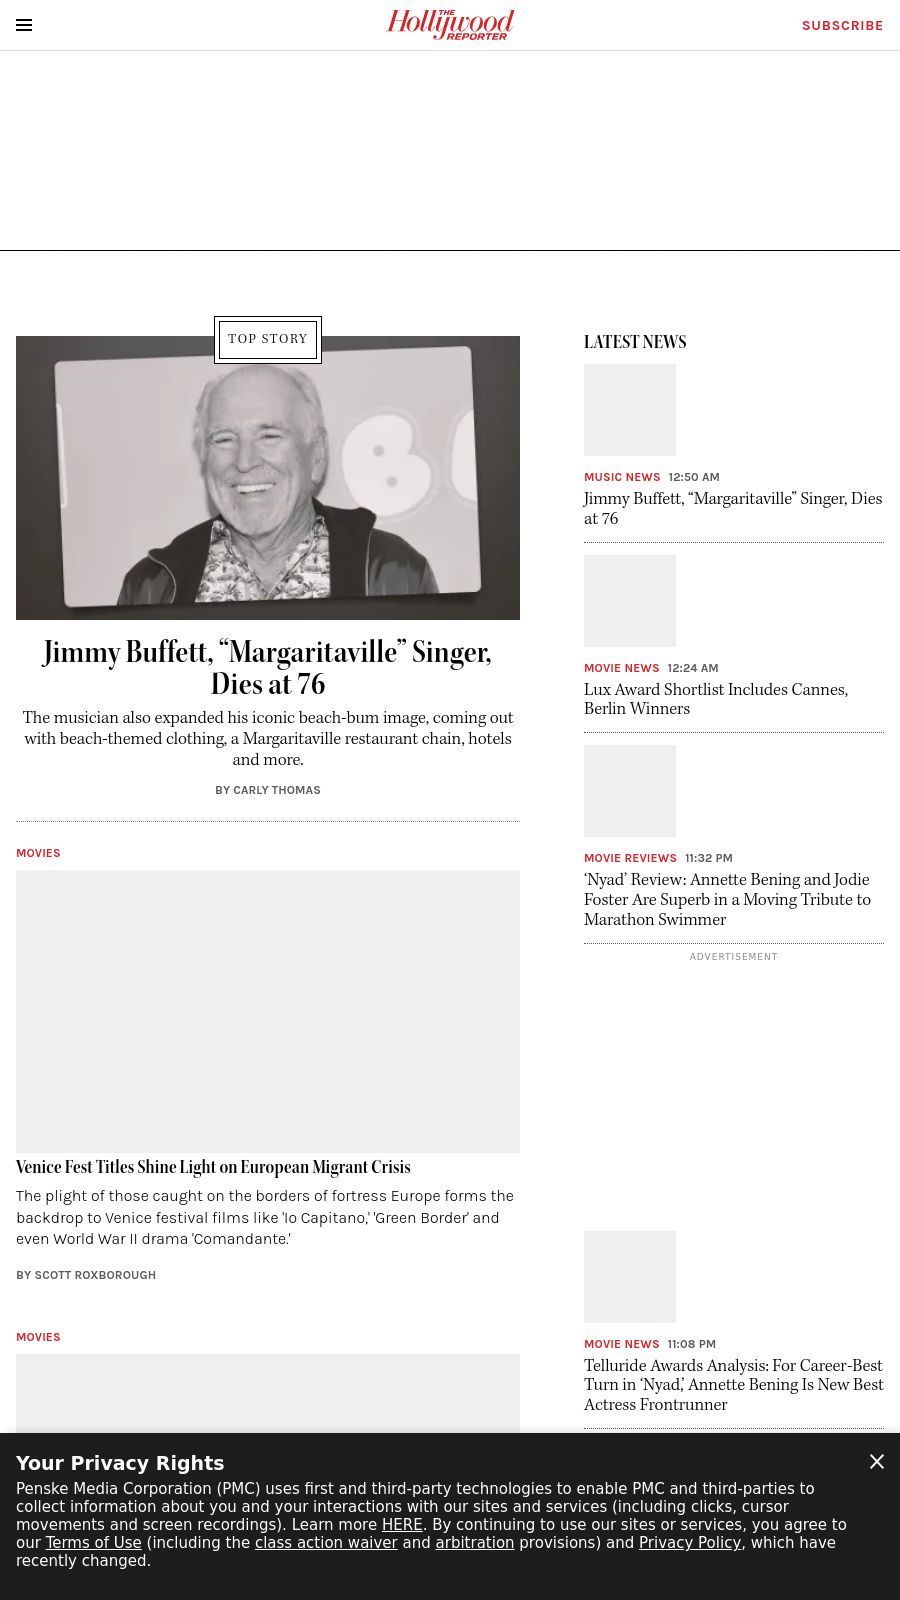 THE
Hollywood
REPORTER
SUBSCRIBE
TOP STORY
Jimmy Buffett, “Margaritaville” Singer,
Dies at 76
The musician also expanded his iconic beach-bum image, coming out
with beach-themed clothing, a Margaritaville restaurant chain, hotels
and more.
BY CARLY THOMAS
MOVIES
Venice Fest Titles Shine Light on European Migrant Crisis
The plight of those caught on the borders of fortress Europe forms the
backdrop to Venice festival films like 'Io Capitano,' 'Green Border' and
even World War II drama 'Comandante.'
BY SCOTT ROXBOROUGH
MOVIES
LATEST NEWS
MUSIC NEWS 12:50 AM
Jimmy Buffett, “Margaritaville” Singer, Dies
at 76
MOVIE NEWS 12:24 AM
Lux Award Shortlist Includes Cannes,
Berlin Winners
MOVIE REVIEWS 11:32 PM
‘Nyad’ Review: Annette Bening and Jodie
Foster Are Superb in a Moving Tribute to
Marathon Swimmer
ADVERTISEMENT
MOVIE NEWS 11:08 PM
Telluride Awards Analysis: For Career-Best
Turn in ‘Nyad,’ Annette Bening Is New Best
Actress Frontrunner
Your Privacy Rights
Penske Media Corporation (PMC) uses first and third-party technologies to enable PMC and third-parties to
collect information about you and your interactions with our sites and services (including clicks, cursor
movements and screen recordings). Learn more HERE. By continuing to use our sites or services, you agree to
our Terms of Use (including the class action waiver and arbitration provisions) and Privacy Policy, which have
recently changed.